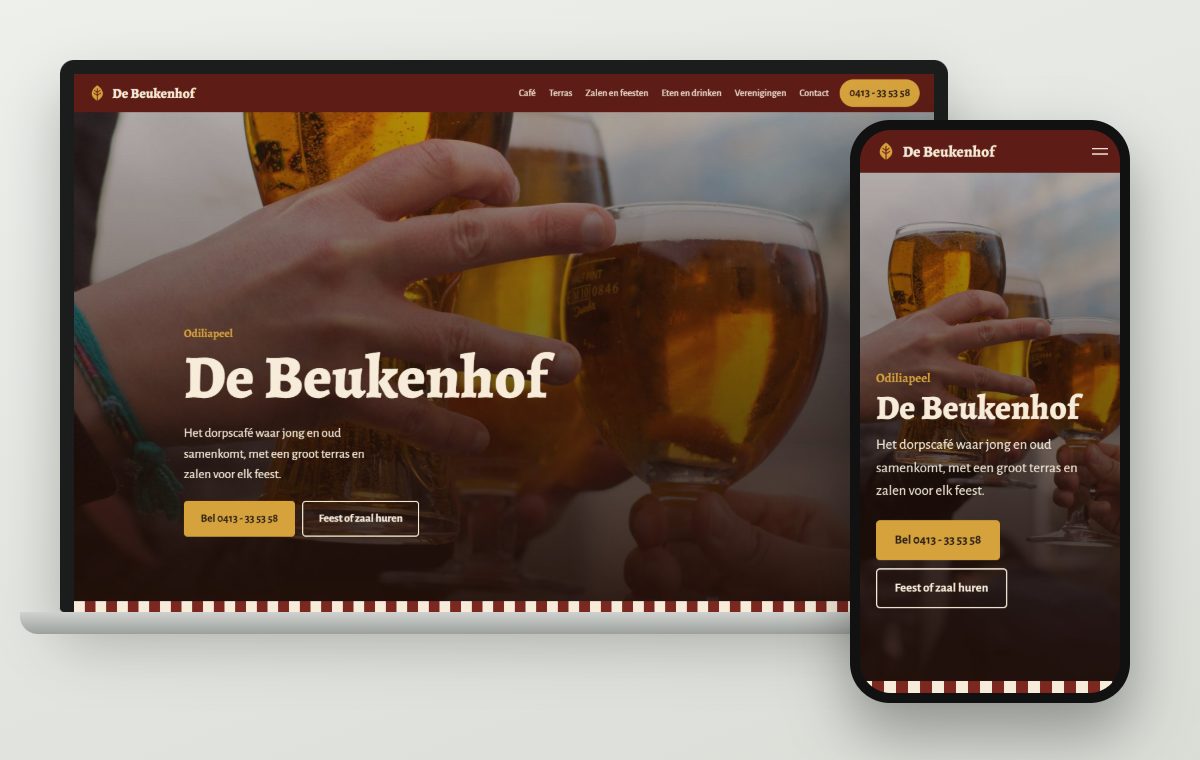 De Beukenhof
Café Terras Zalen en feesten Eten en drinken Verenigingen Contact 0413 - 33 53 58
Odiliapeel
De Beukenhof
Het dorpscafé waar jong en oud
samenkomt, met een groot terras en
zalen voor elk feest.
Bel 0413 - 33 53 58 Feest of zaal huren
De Beukenhof
Odiliapeel
De Beukenhof
Het dorpscafé waar jong en oud
samenkomt, met een groot terras en
zalen voor elk feest.
Bel 0413 - 33 53 58
Feest of zaal huren